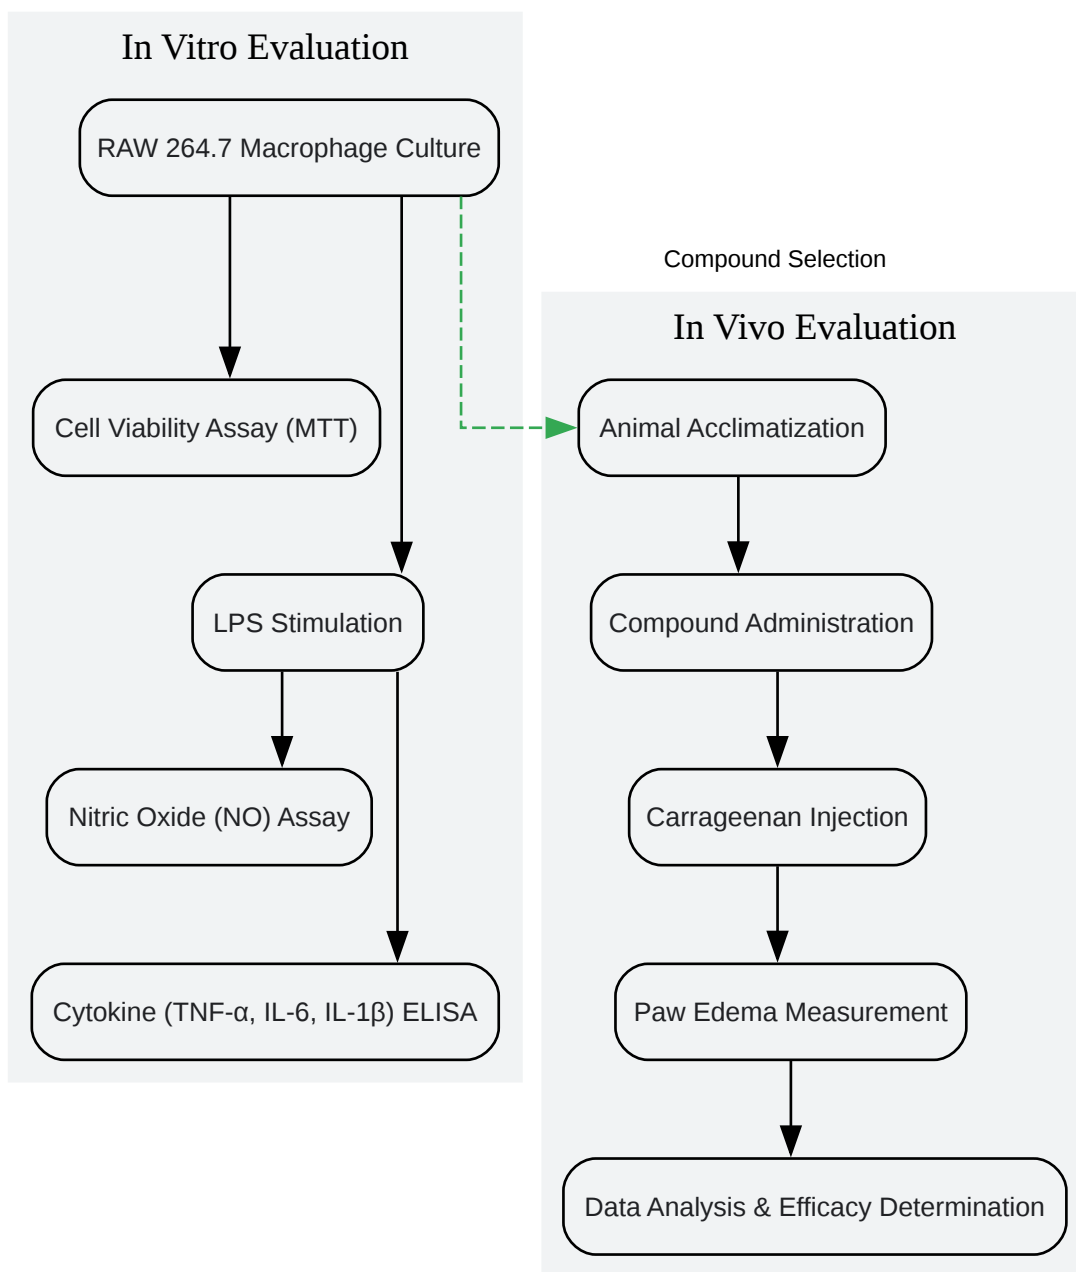 In Vitro Evaluation
RAW 264.7 Macrophage Culture
Cell Viability Assay (MTT)
LPS Stimulation
Nitric Oxide (NO) Assay
Cytokine (TNF-α, IL-6, IL-1β) ELISA
Compound Selection
In Vivo Evaluation
Animal Acclimatization
Compound Administration
Carrageenan Injection
Paw Edema Measurement
Data Analysis & Efficacy Determination